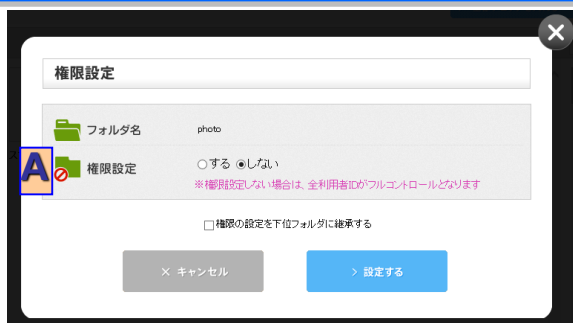 権限設定
フォルダ名 photo
A 権限設定 ○する ◉しない
※権限設定しない場合は、全利用者IDがフルコントロールとなります
□権限の設定を下位フォルダに継承する
× キャンセル > 設定する